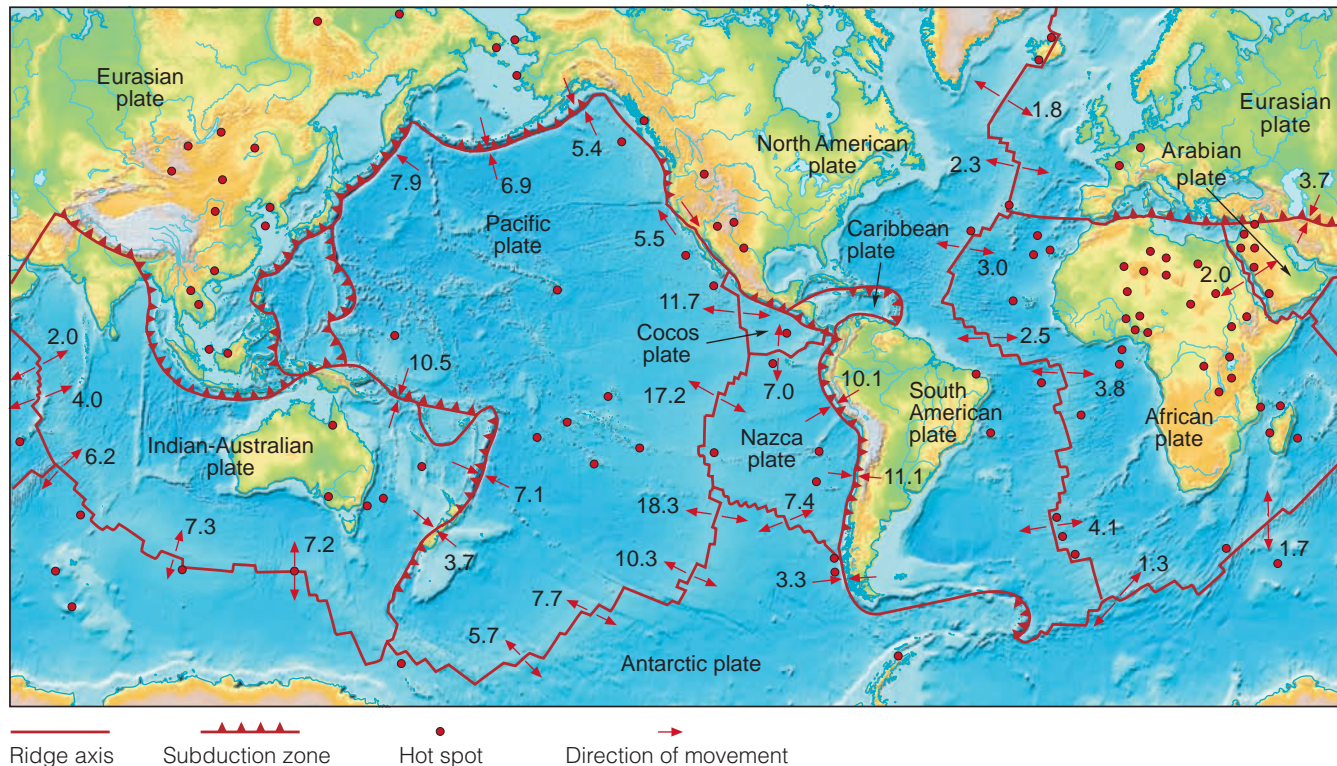 Eurasian
plate
1.8
Eurasian
plate
North American
plate
Arabian
plate
2.3
5.4
7.9
6.9
3.7
Pacific
plate
5.5
Caribbean
plate
3.0
2.0
11.7
Cocos
plate
2.5
2.0
10.5
4.0
17.2
7.0
10.1
3.8
South
American
plate
African
plate
Nazca
plate
Indian-Australian
plate
6.2
7.1
11.1
18.3
7.4
7.3
7.2
4.1
3.7
10.3
3.3
1.3
1.7
7.7
5.7
Antarctic plate
Ridge axis
Subduction zone
Hot spot
Direction of movement